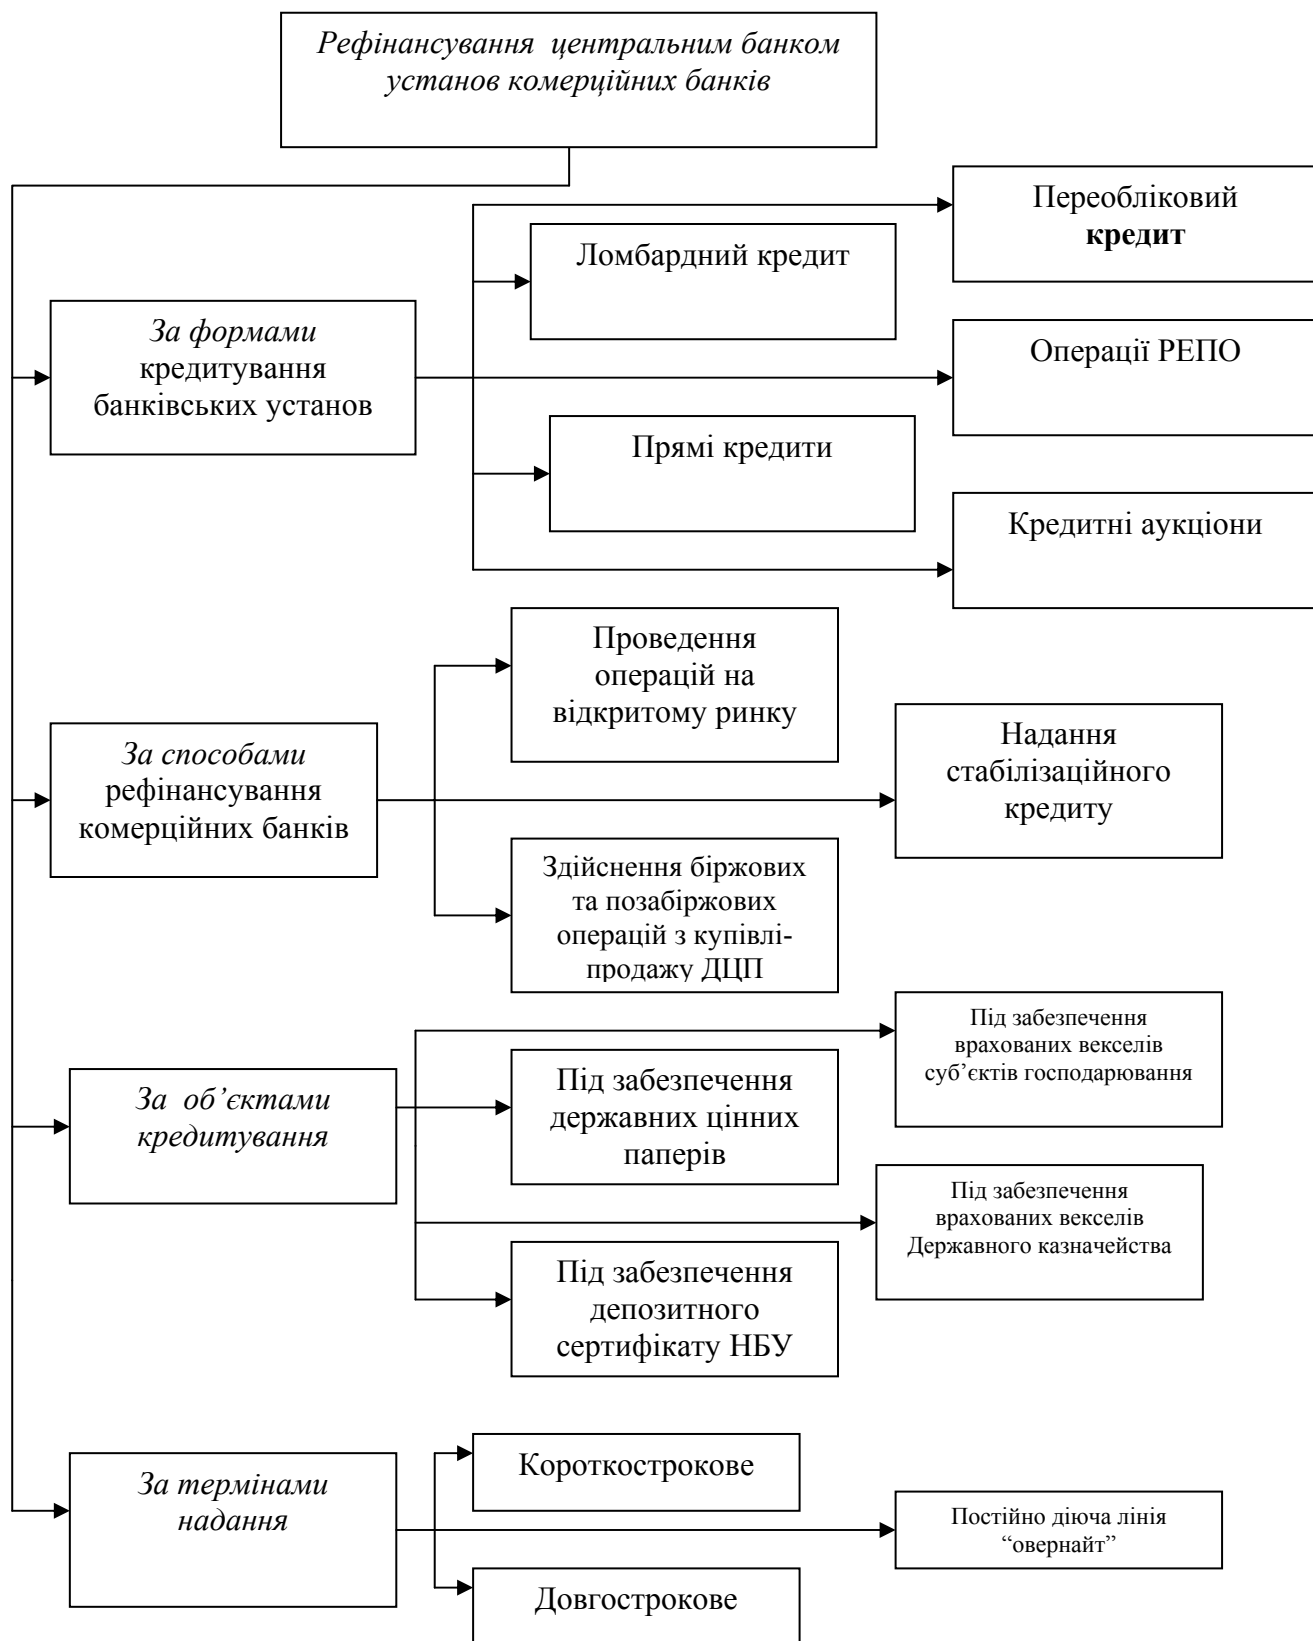 Рефінансування центральним банком
установ комерційних банків
Переобліковий
кредит
Ломбардний кредит
За формами
кредитування
банківських установ
Операції РЕПО
Прямі кредити
Кредитні аукціони
Проведення
операцій на
відкритому ринку
За способами
рефінансування
комерційних банків
Надання
стабілізаційного
кредиту
Здійснення біржових
та позабіржових
операцій з купівлі-
продажу ДЦП
Під забезпечення
врахованих векселів
суб’єктів господарювання
За об’єктами
кредитування
Під забезпечення
державних цінних
паперів
Під забезпечення
врахованих векселів
Державного казначейства
Під забезпечення
депозитного
сертифікату НБУ
Короткострокове
За термінами
надання
Постійно діюча лінія
“овернайт”
Довгострокове